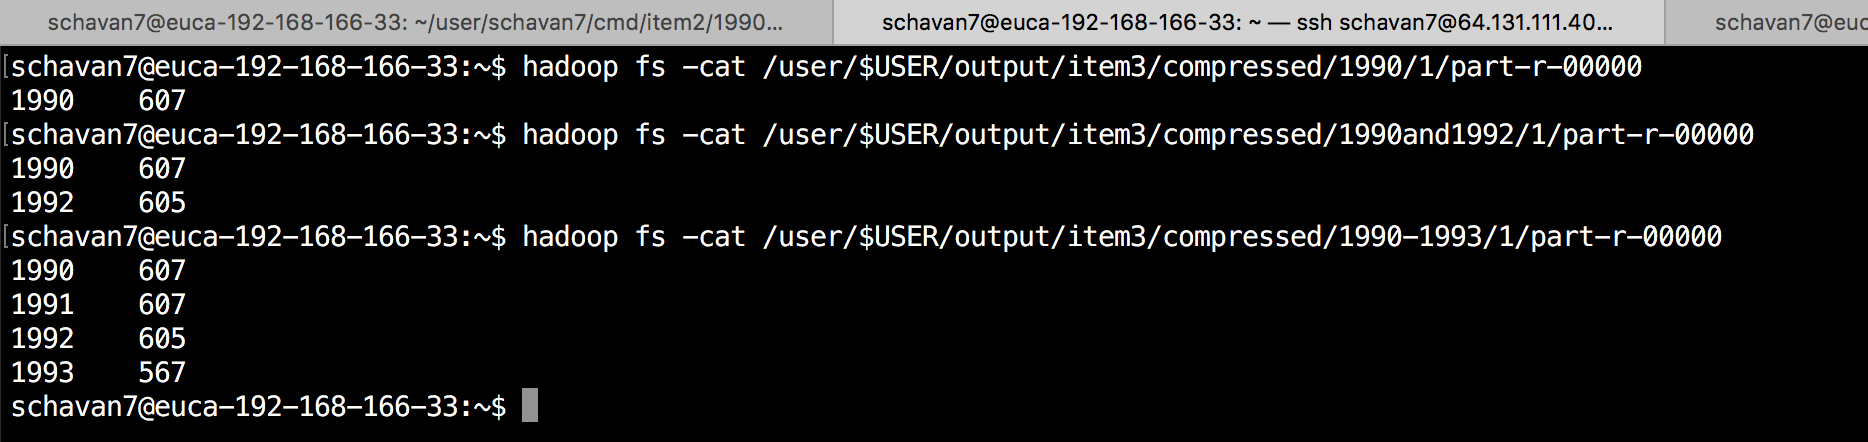 schavan7@euca-192-168-166-33: ~/user/schavan7/cmd/item2/1990...
schavan7@euca-192-168-166-33: ~ — ssh schavan7@64.131.111.40...
schavan7@euc
[schavan7@euca-192-168-166-33:~$ hadoop fs -cat /user/$USER/output/item3/compressed/1990/1/part-r-00000
1990    607
[schavan7@euca-192-168-166-33:~$ hadoop fs -cat /user/$USER/output/item3/compressed/1990and1992/1/part-r-00000
1990    607
1992    605
[schavan7@euca-192-168-166-33:~$ hadoop fs -cat /user/$USER/output/item3/compressed/1990-1993/1/part-r-00000
1990    607
1991    607
1992    605
1993    567
schavan7@euca-192-168-166-33:~$